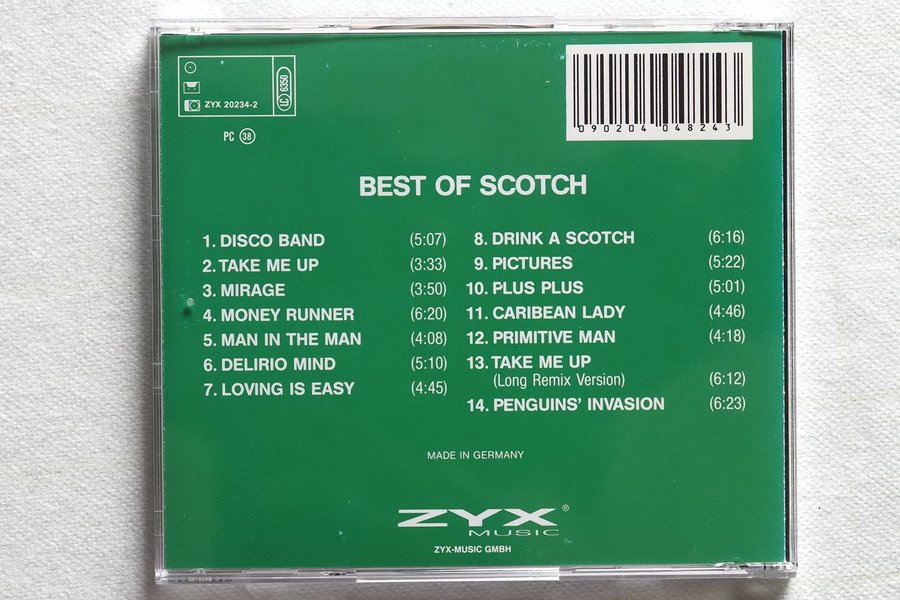 ZYX 20234-2
LC 6350
PC 38
090204 048243
BEST OF SCOTCH
1. DISCO BAND (5:07)
2. TAKE ME UP (3:33)
3. MIRAGE (3:50)
4. MONEY RUNNER (6:20)
5. MAN IN THE MAN (4:08)
6. DELIRIO MIND (5:10)
7. LOVING IS EASY (4:45)
8. DRINK A SCOTCH (6:16)
9. PICTURES (5:22)
10. PLUS PLUS (5:01)
11. CARIBEAN LADY (4:46)
12. PRIMITIVE MAN (4:18)
13. TAKE ME UP
(Long Remix Version) (6:12)
14. PENGUINS' INVASION (6:23)
MADE IN GERMANY
ZYX®
MUSIC
ZYX-MUSIC GMBH